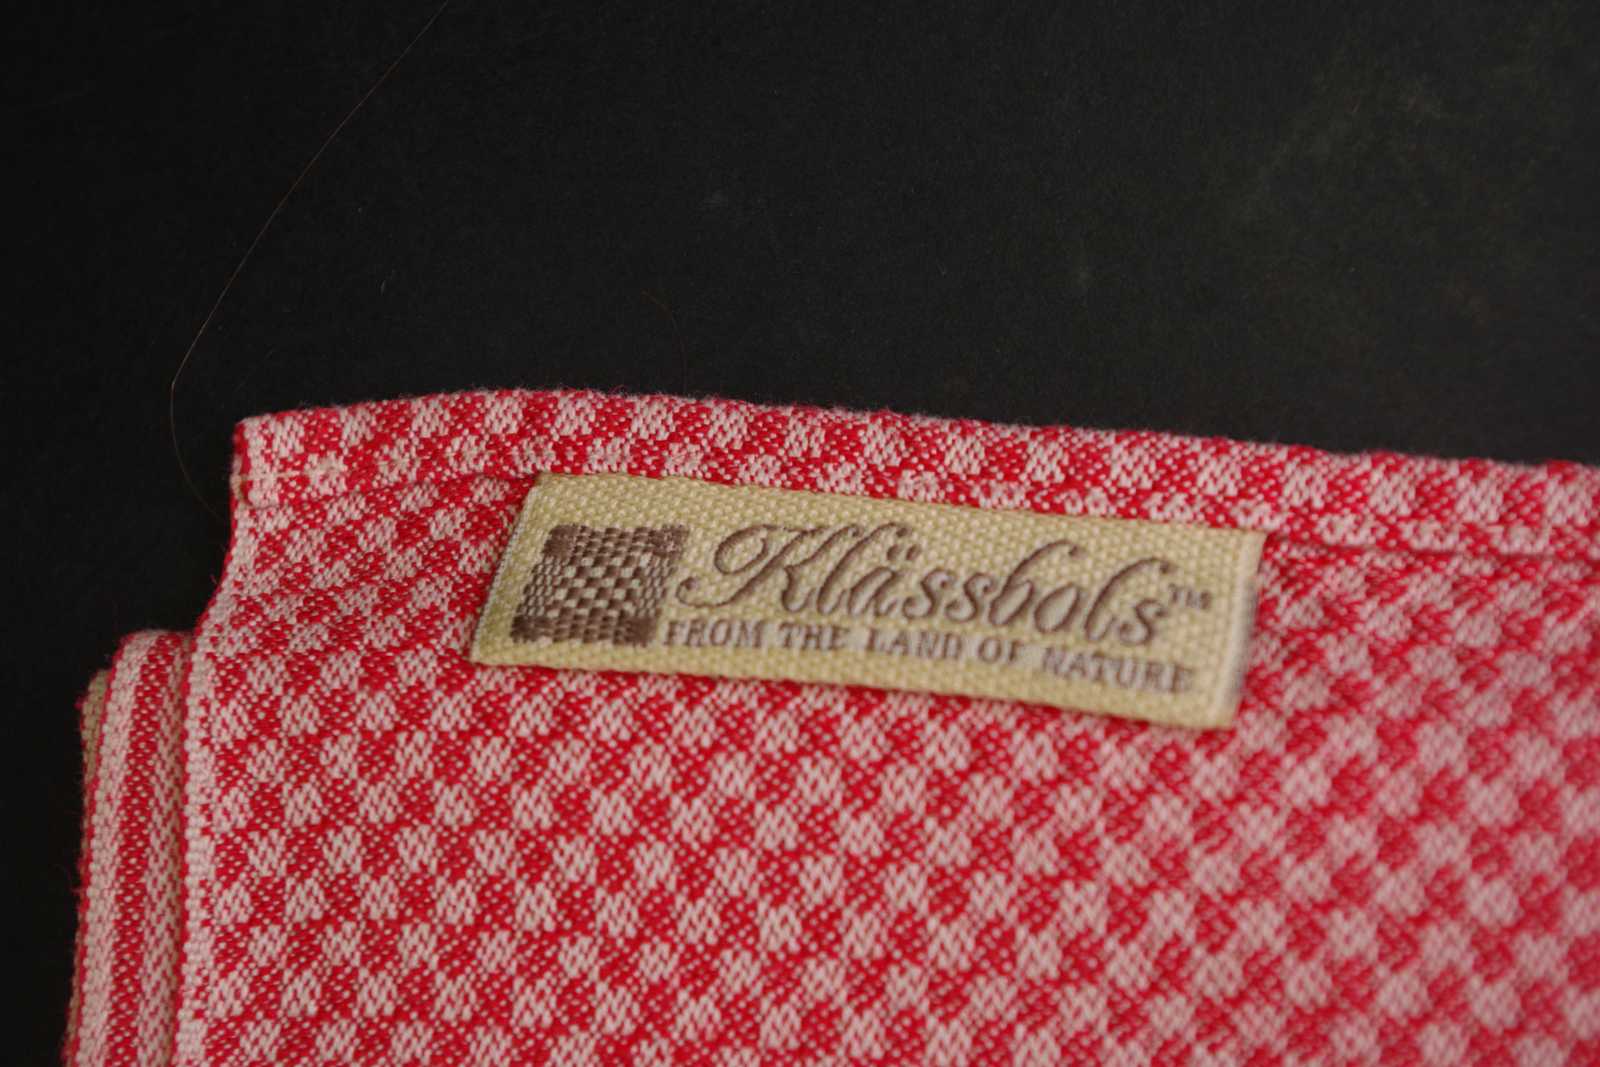 Klässbols™
FROM THE LAND OF NATURE